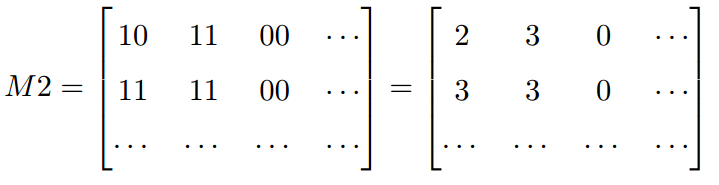 M2 = [ 10 11 00 ⋯ ] = [ 2 3 0 ⋯ ]
[ 11 11 00 ⋯ ] [ 3 3 0 ⋯ ]
[ ⋯ ⋯ ⋯ ⋯ ] [ ⋯ ⋯ ⋯ ⋯ ]